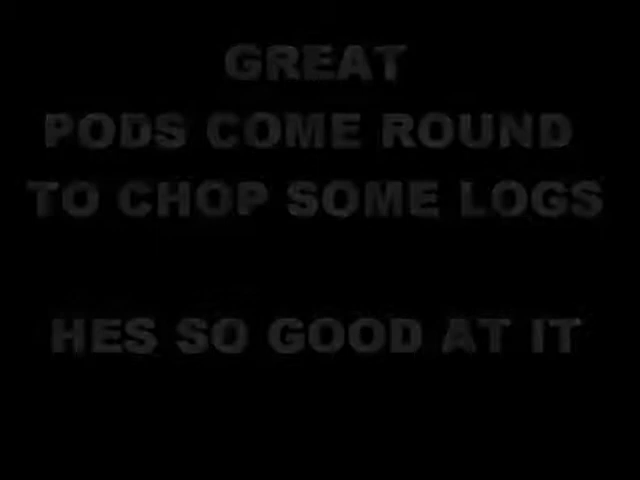 GREAT
PODS COME ROUND
TO CHOP SOME LOGS
HES SO GOOD AT IT